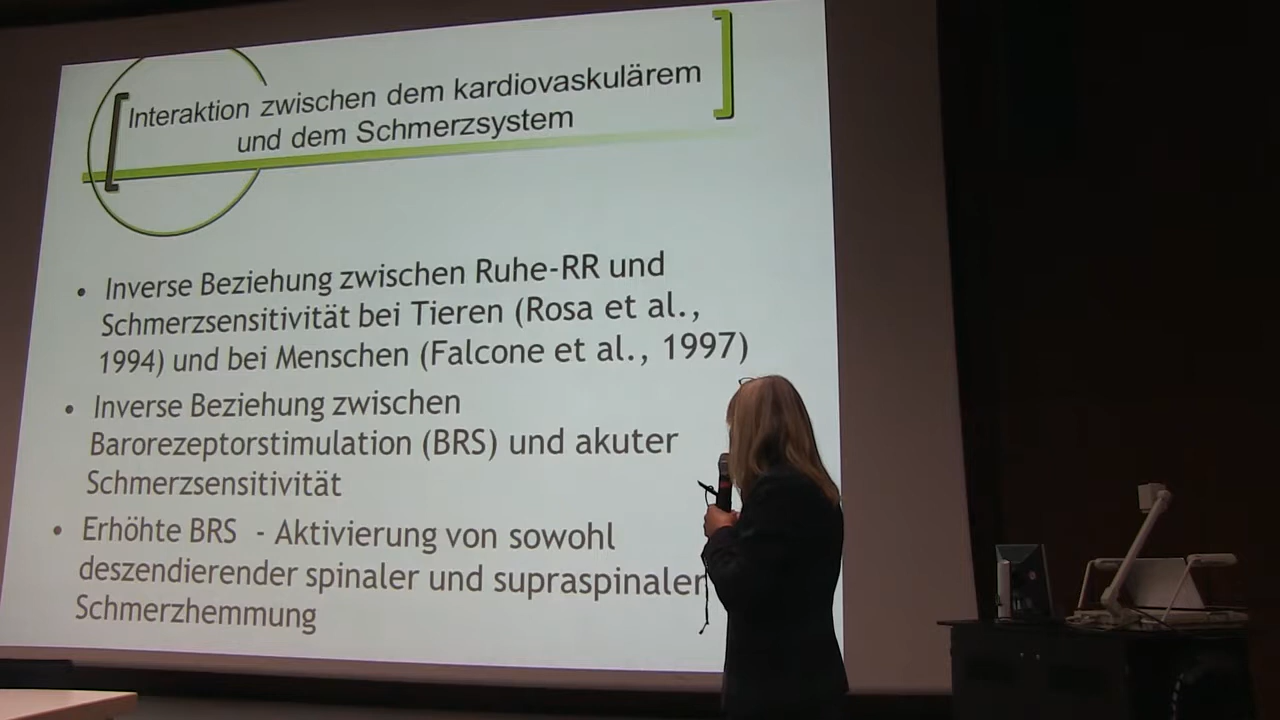 Interaktion zwischen dem kardiovaskulärem
und dem Schmerzsystem
• Inverse Beziehung zwischen Ruhe-RR und
Schmerzsensitivität bei Tieren (Rosa et al.,
1994) und bei Menschen (Falcone et al., 1997)
• Inverse Beziehung zwischen
Barorezeptorstimulation (BRS) und akuter
Schmerzsensitivität
• Erhöhte BRS - Aktivierung von sowohl
deszendierender spinaler und supraspinaler
Schmerzhemmung